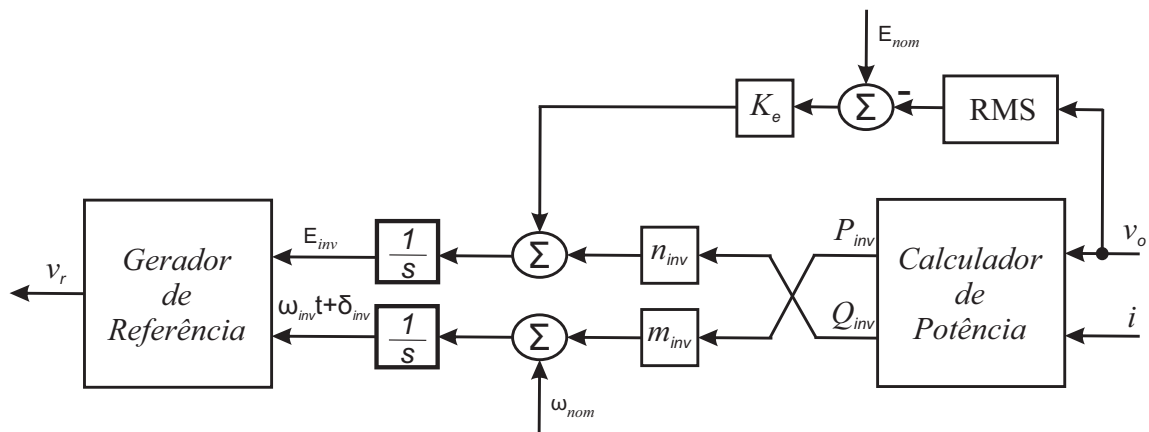 E_nom
K_e
Σ
-
RMS
v_r
Gerador
de
Referência
E_inv
ω_inv t+δ_inv
1
s
1
s
Σ
Σ
n_inv
m_inv
P_inv
Q_inv
Calculador
de
Potência
v_o
i
ω_nom